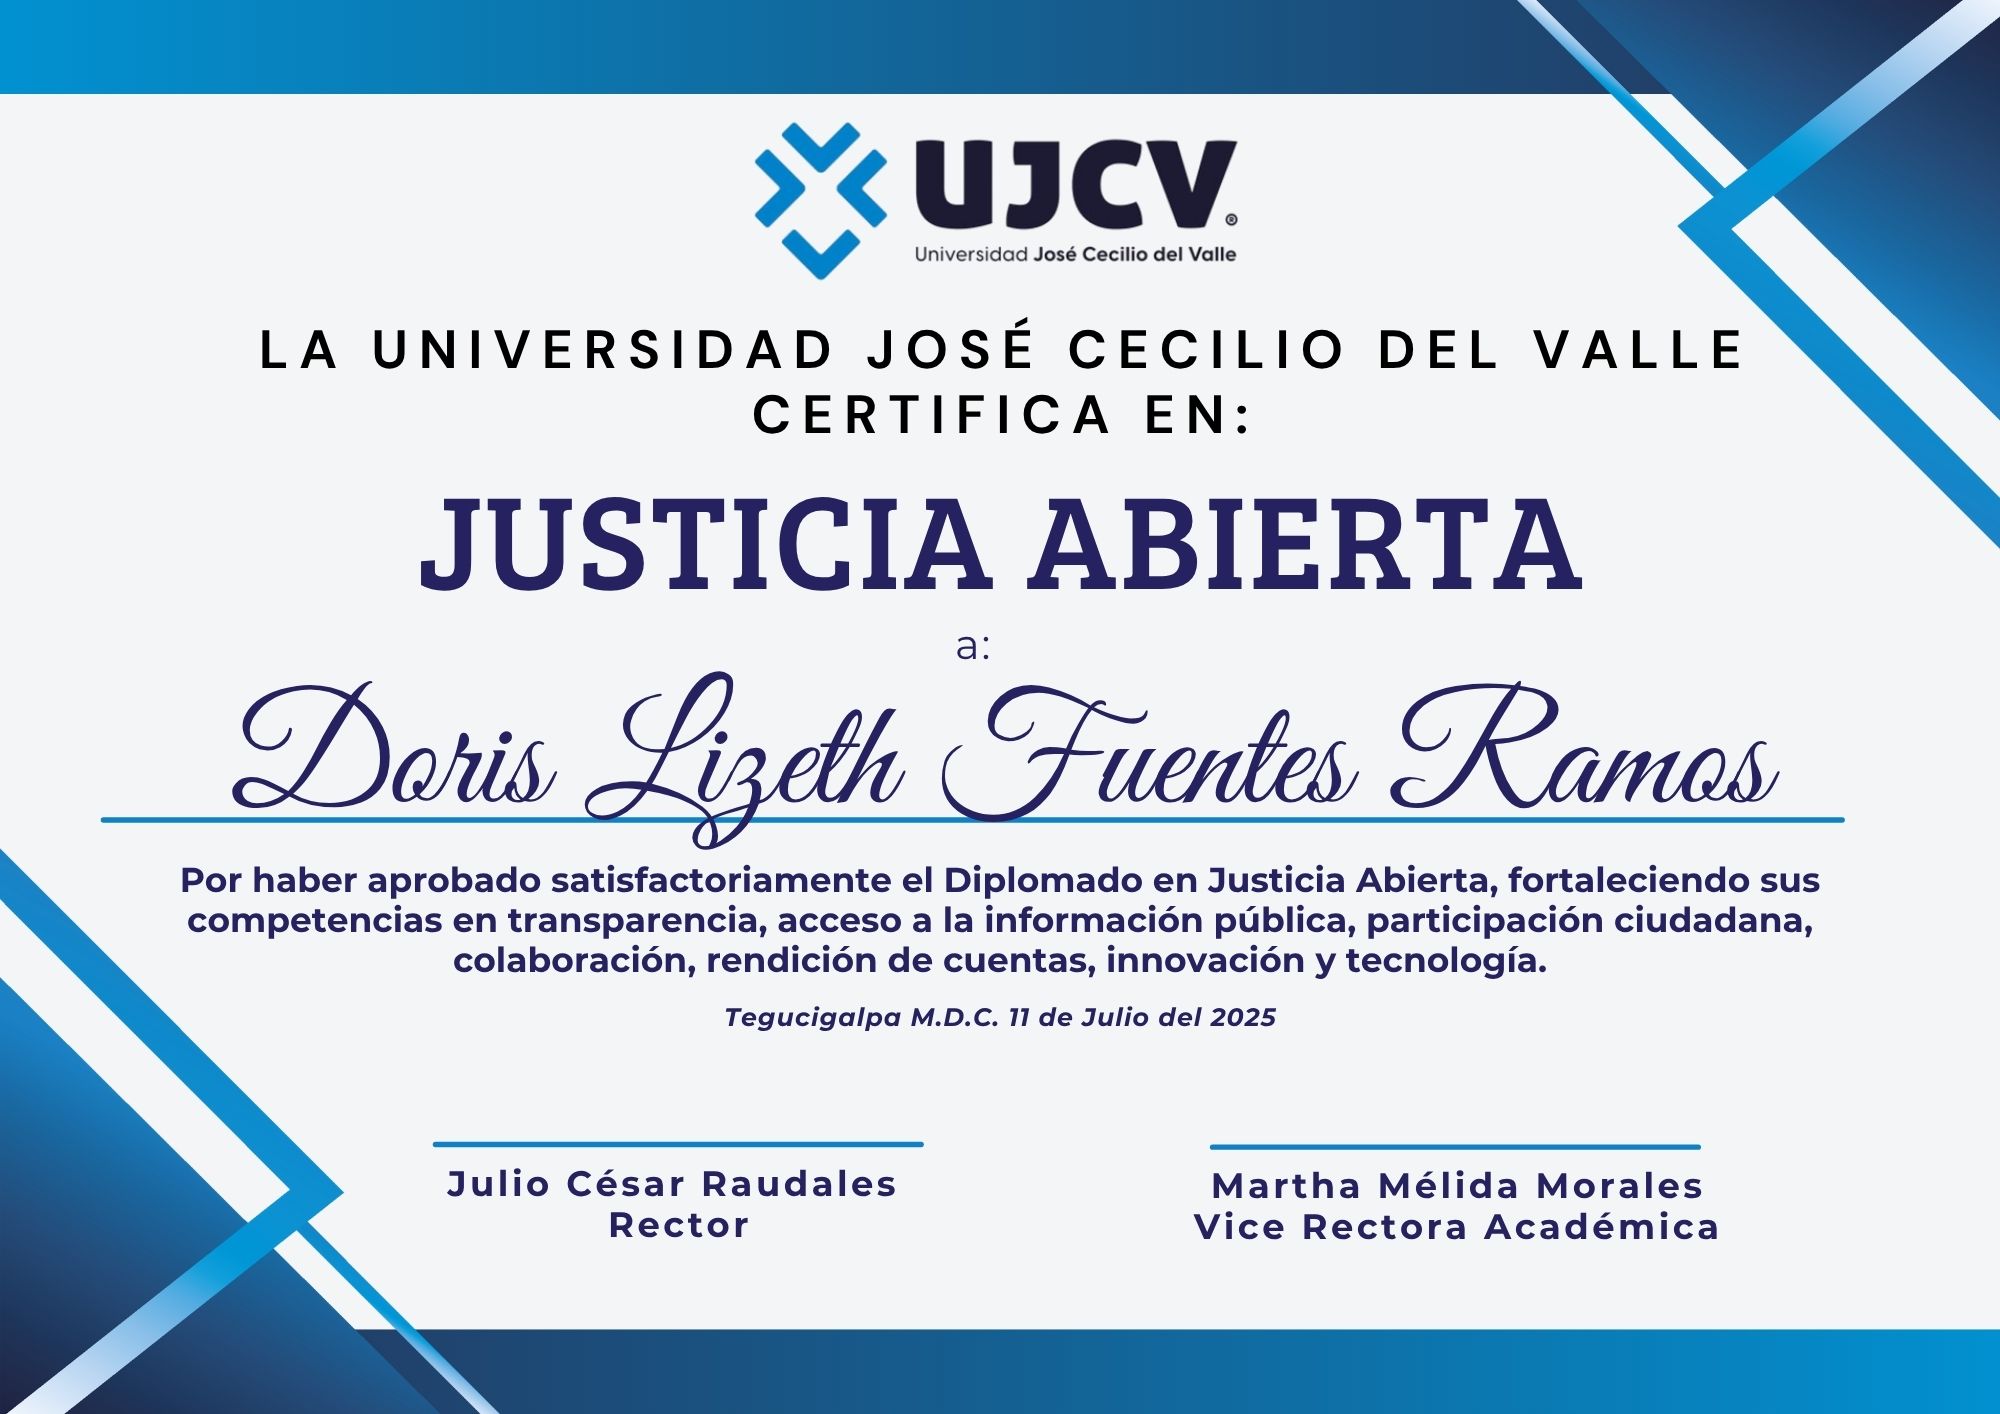 UJCV®
Universidad José Cecilio del Valle
LA UNIVERSIDAD JOSÉ CECILIO DEL VALLE
CERTIFICA EN:
JUSTICIA ABIERTA
a:
Doris Lizeth Fuentes Ramos
Por haber aprobado satisfactoriamente el Diplomado en Justicia Abierta, fortaleciendo sus
competencias en transparencia, acceso a la información pública, participación ciudadana,
colaboración, rendición de cuentas, innovación y tecnología.
Tegucigalpa M.D.C. 11 de Julio del 2025
Julio César Raudales
Rector
Martha Mélida Morales
Vice Rectora Académica